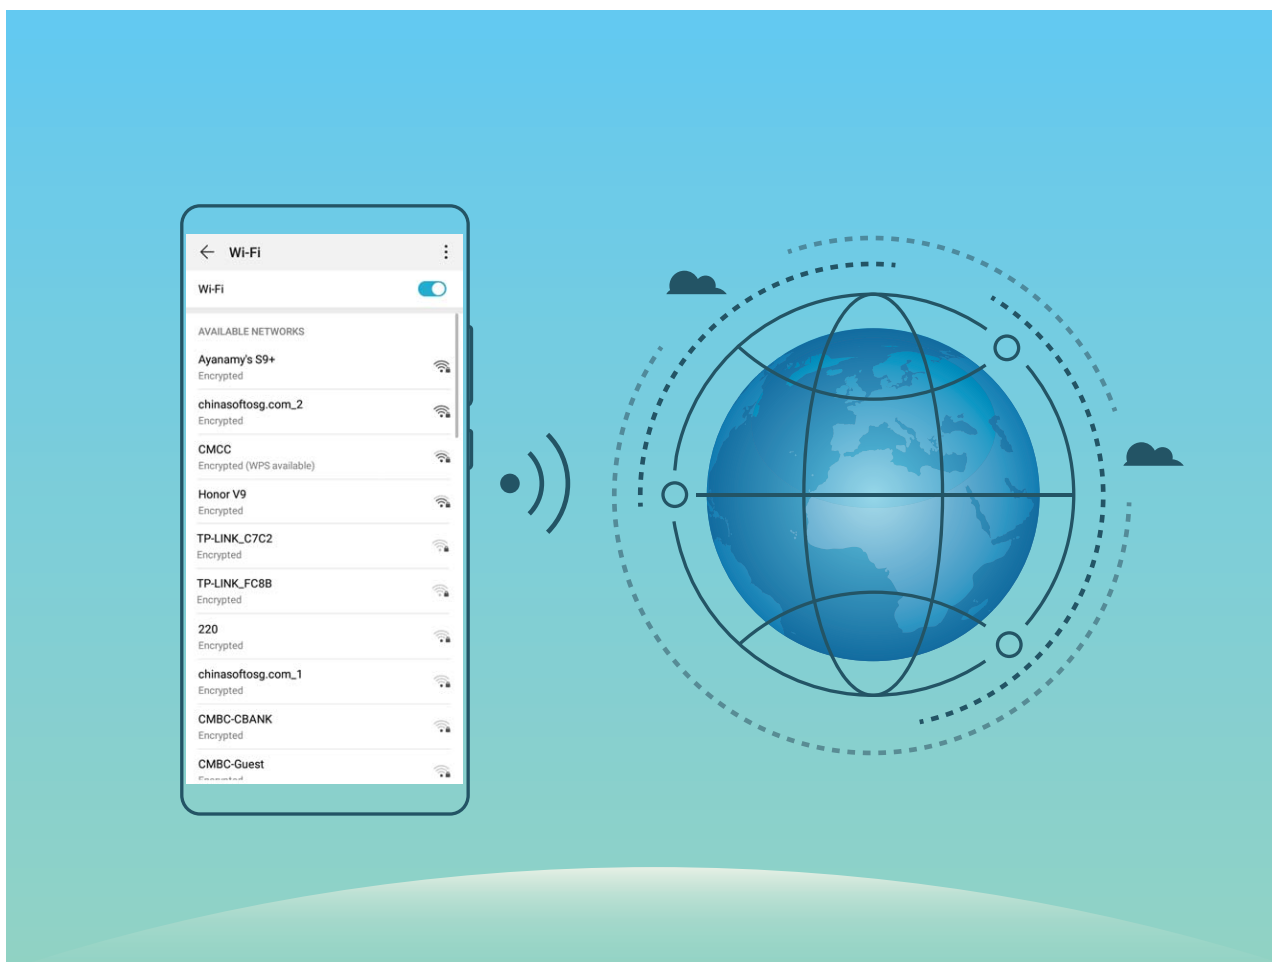 Wi-Fi
Wi-Fi
AVAILABLE NETWORKS
Ayanamy's S9+
Encrypted
chinasoftosg.com_2
Encrypted
CMCC
Encrypted (WPS available)
Honor V9
Encrypted
TP-LINK_C7C2
Encrypted
TP-LINK_FC8B
Encrypted
220
Encrypted
chinasoftosg.com_1
Encrypted
CMBC-CBANK
Encrypted
CMBC-Guest
Encrypted